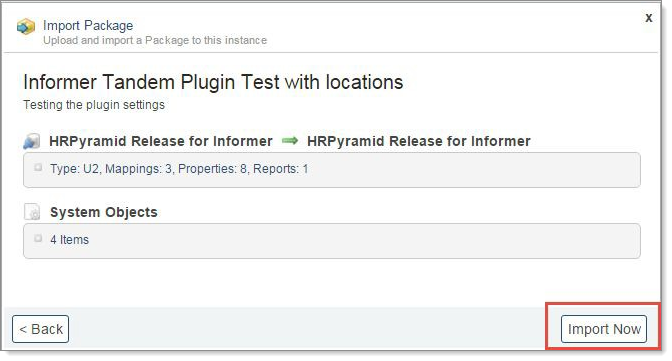 Import Package
x
Upload and import a Package to this instance
Informer Tandem Plugin Test with locations
Testing the plugin settings
HRPyramid Release for Informer HRPyramid Release for Informer
Type: U2, Mappings: 3, Properties: 8, Reports: 1
System Objects
4 Items
< Back Import Now